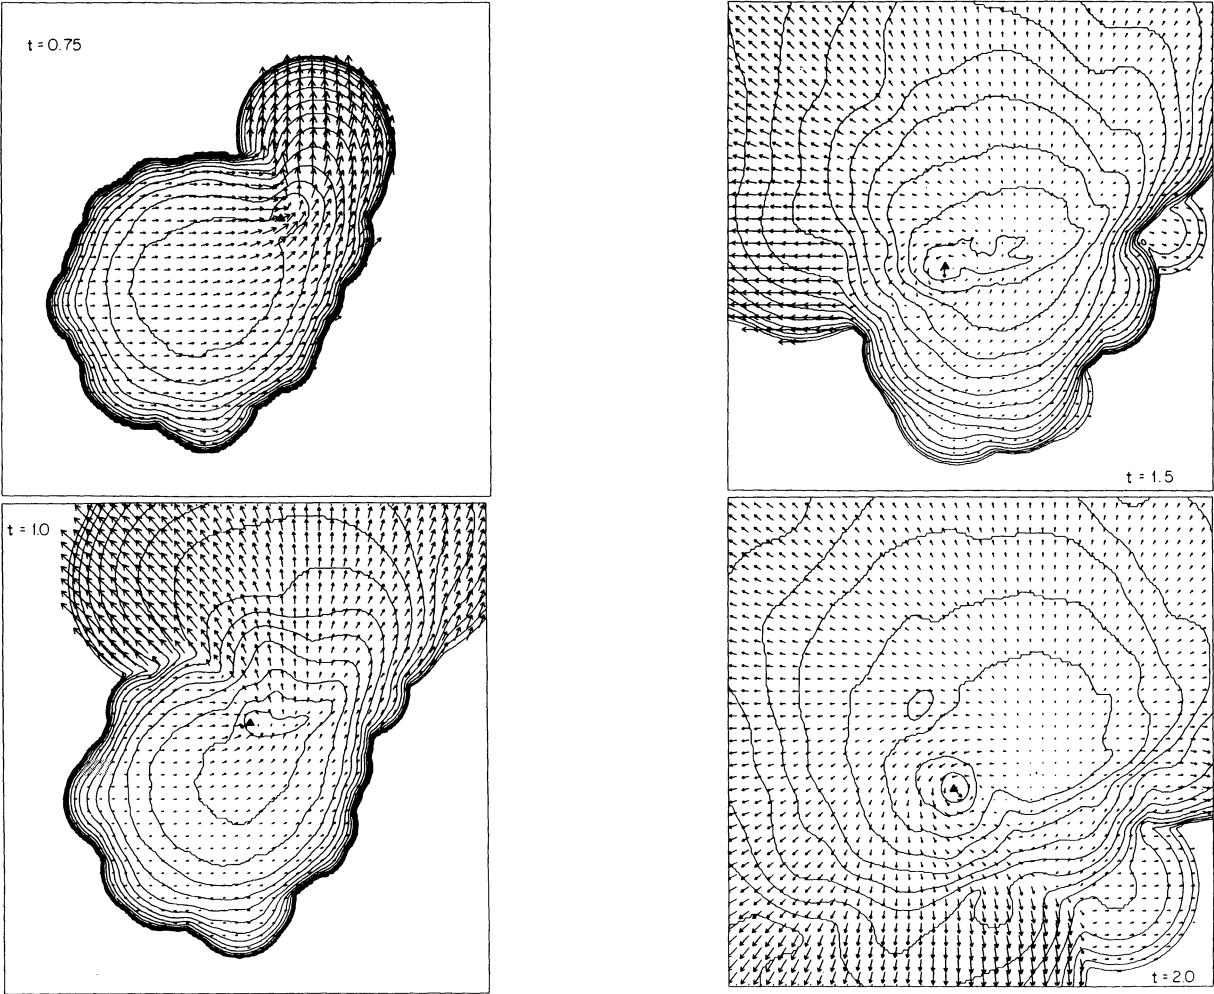 t = 0.75
t = 1.0
t = 1.5
t = 2.0